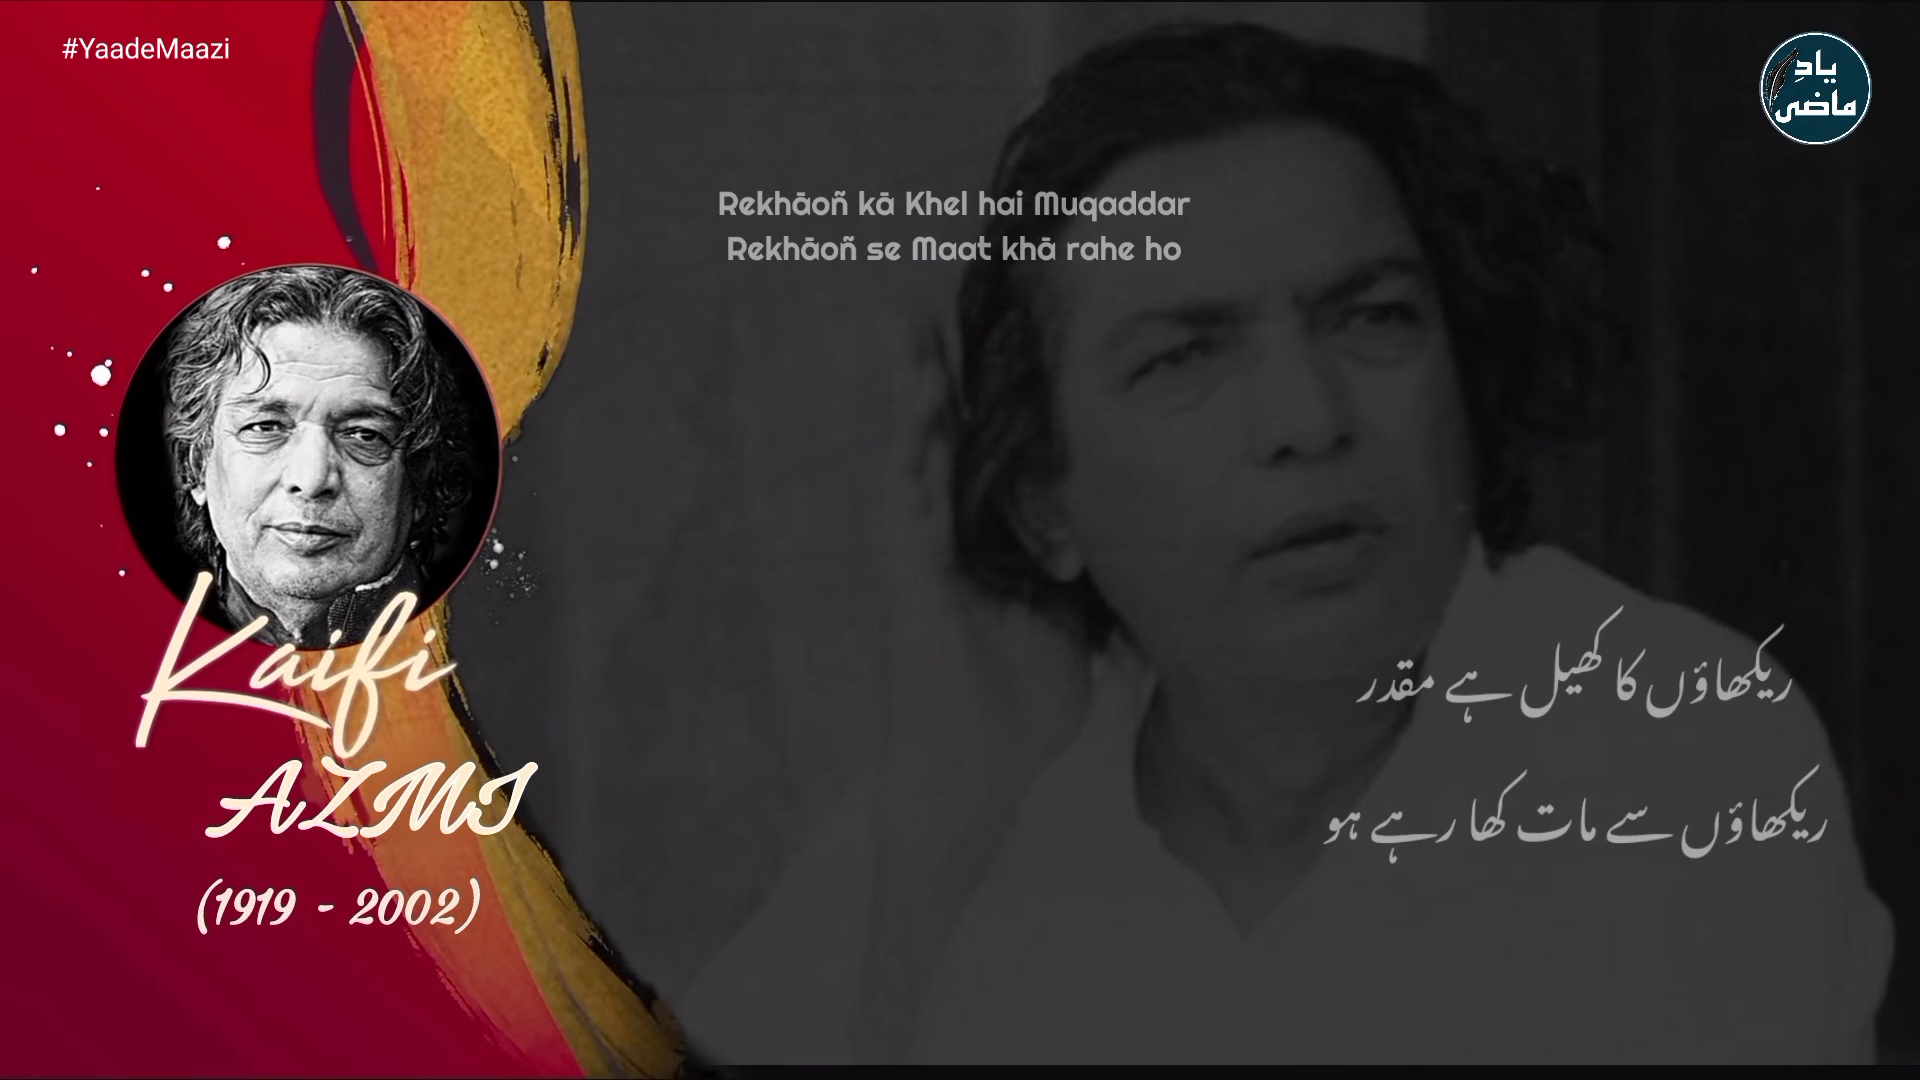 #YaadeMaazi
یادِ
ماضی
Rekhāoñ kā Khel hai Muqaddar
Rekhāoñ se Maat khā rahe ho
Kaifi
AZMI
(1919 - 2002)
ریکھاؤں کا کھیل ہے مقدر
ریکھاؤں سے مات کھا رہے ہو